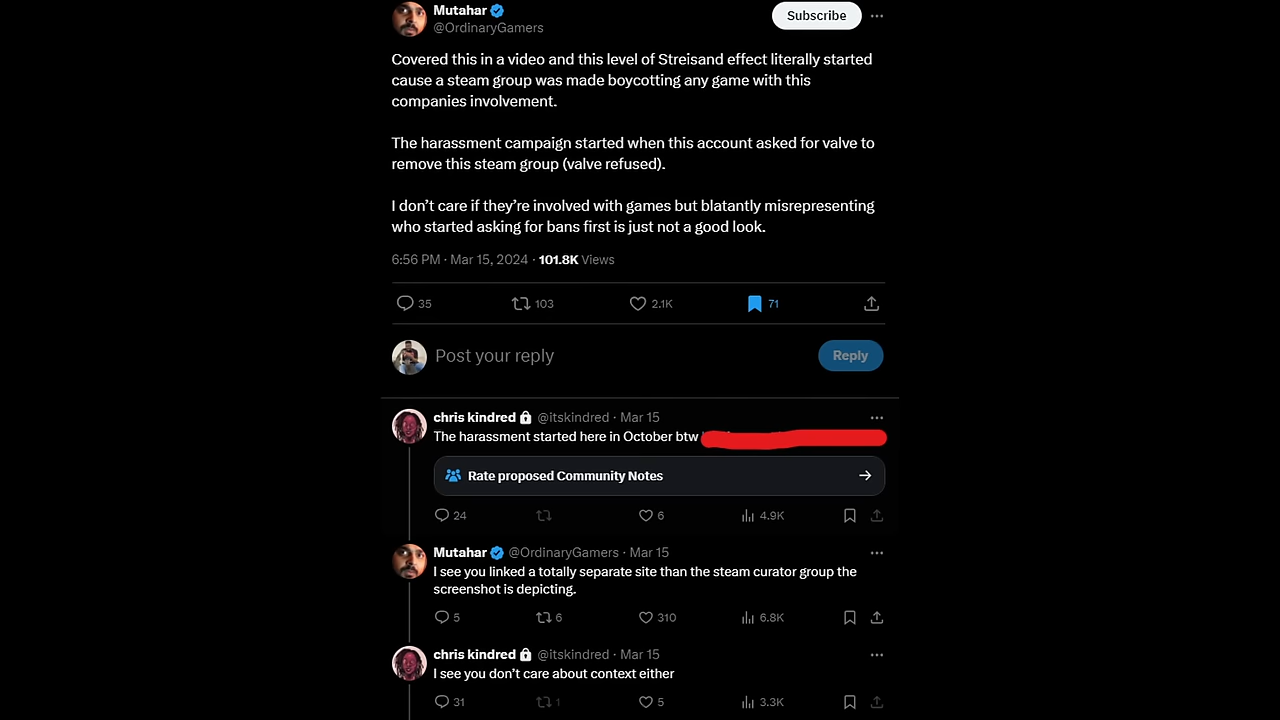 Mutahar
Subscribe
@OrdinaryGamers
Covered this in a video and this level of Streisand effect literally started
cause a steam group was made boycotting any game with this
companies involvement.
The harassment campaign started when this account asked for valve to
remove this steam group (valve refused).
I don’t care if they’re involved with games but blatantly misrepresenting
who started asking for bans first is just not a good look.
6:56 PM · Mar 15, 2024 · 101.8K Views
35 103 2.1K 71
Post your reply
Reply
chris kindred @itskindred · Mar 15
The harassment started here in October btw
Rate proposed Community Notes
24 6 4.9K
Mutahar @OrdinaryGamers · Mar 15
I see you linked a totally separate site than the steam curator group the
screenshot is depicting.
5 6 310 6.8K
chris kindred @itskindred · Mar 15
I see you don’t care about context either
31 1 5 3.3K